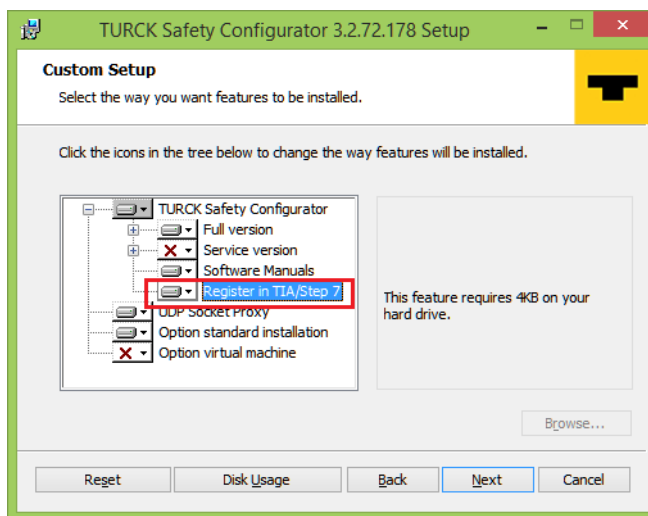 TURCK Safety Configurator 3.2.72.178 Setup
Custom Setup
Select the way you want features to be installed.
Click the icons in the tree below to change the way features will be installed.
TURCK Safety Configurator
Full version
Service version
Software Manuals
Register in TIA/Step 7
UDP Socket Proxy
Option standard installation
Option virtual machine
This feature requires 4KB on your
hard drive.
Browse...
Reset
Disk Usage
Back
Next
Cancel